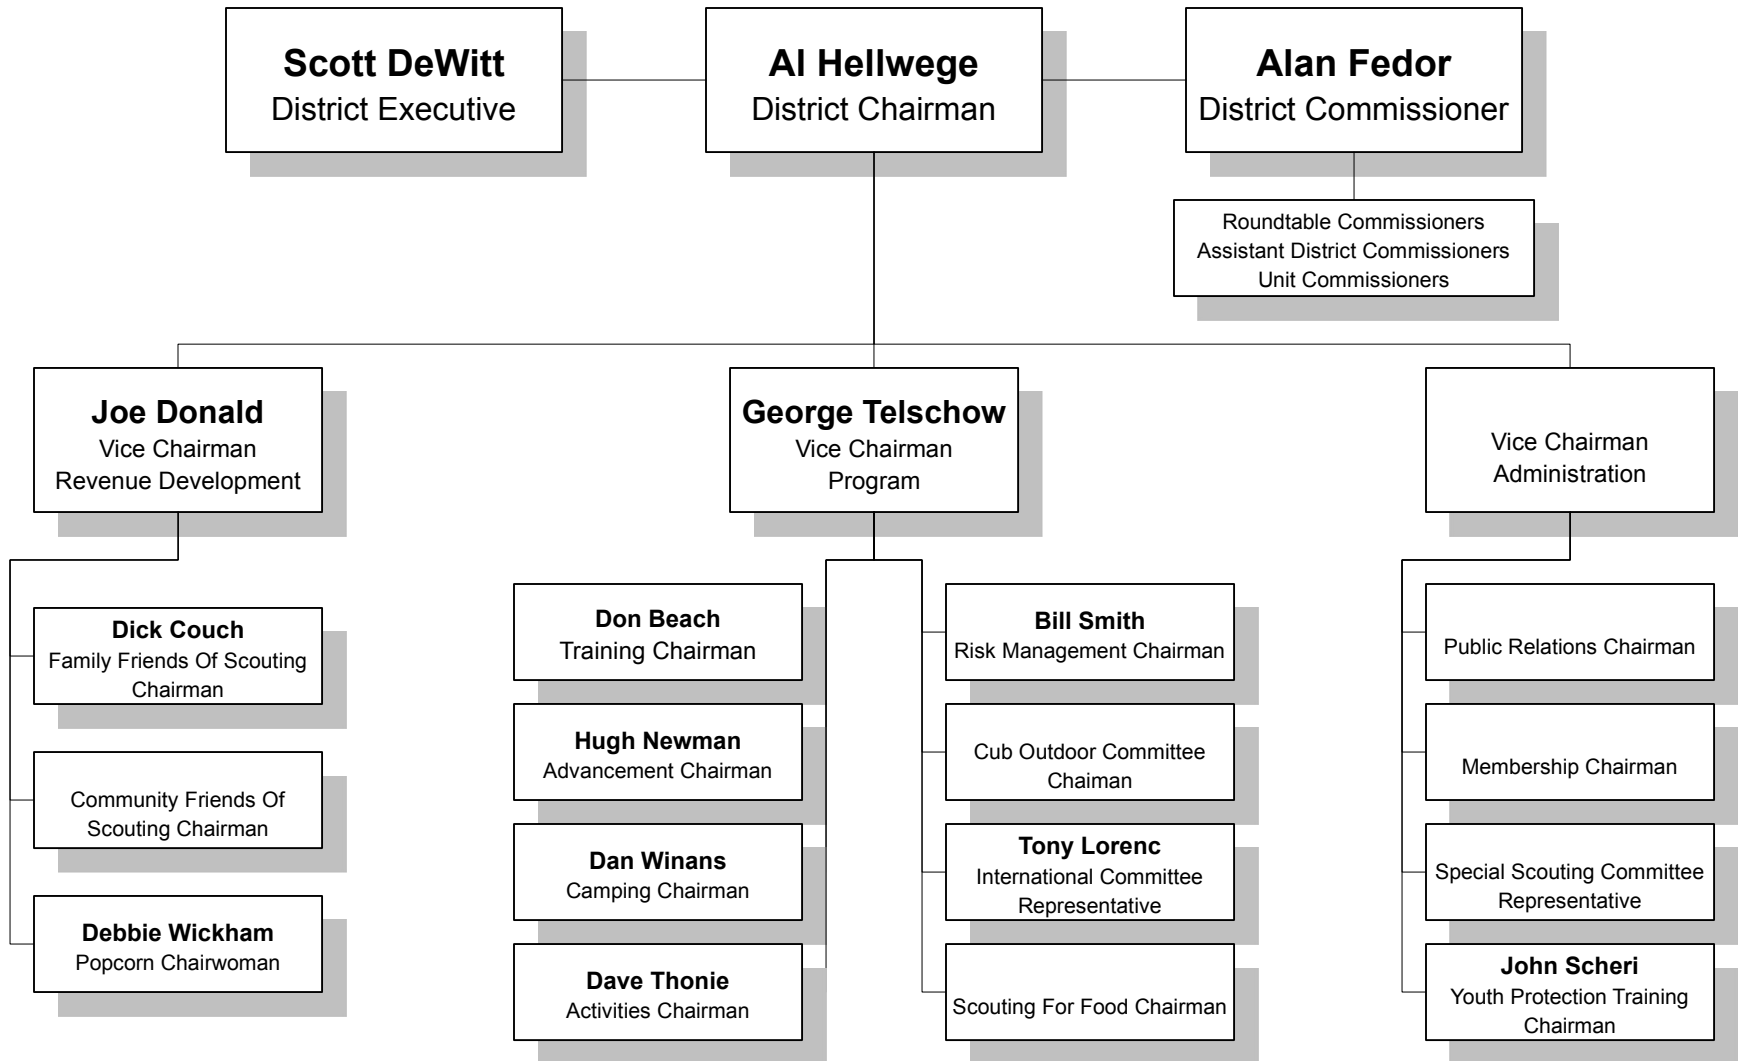 Scott DeWitt
District Executive
Al Hellwege
District Chairman
Alan Fedor
District Commissioner
Roundtable Commissioners
Assistant District Commissioners
Unit Commissioners
Joe Donald
Vice Chairman
Revenue Development
George Telschow
Vice Chairman
Program
Vice Chairman
Administration
Dick Couch
Family Friends Of Scouting
Chairman
Community Friends Of
Scouting Chairman
Debbie Wickham
Popcorn Chairwoman
Don Beach
Training Chairman
Hugh Newman
Advancement Chairman
Dan Winans
Camping Chairman
Dave Thonie
Activities Chairman
Bill Smith
Risk Management Chairman
Cub Outdoor Committee
Chaiman
Tony Lorenc
International Committee
Representative
Scouting For Food Chairman
Public Relations Chairman
Membership Chairman
Special Scouting Committee
Representative
John Scheri
Youth Protection Training
Chairman